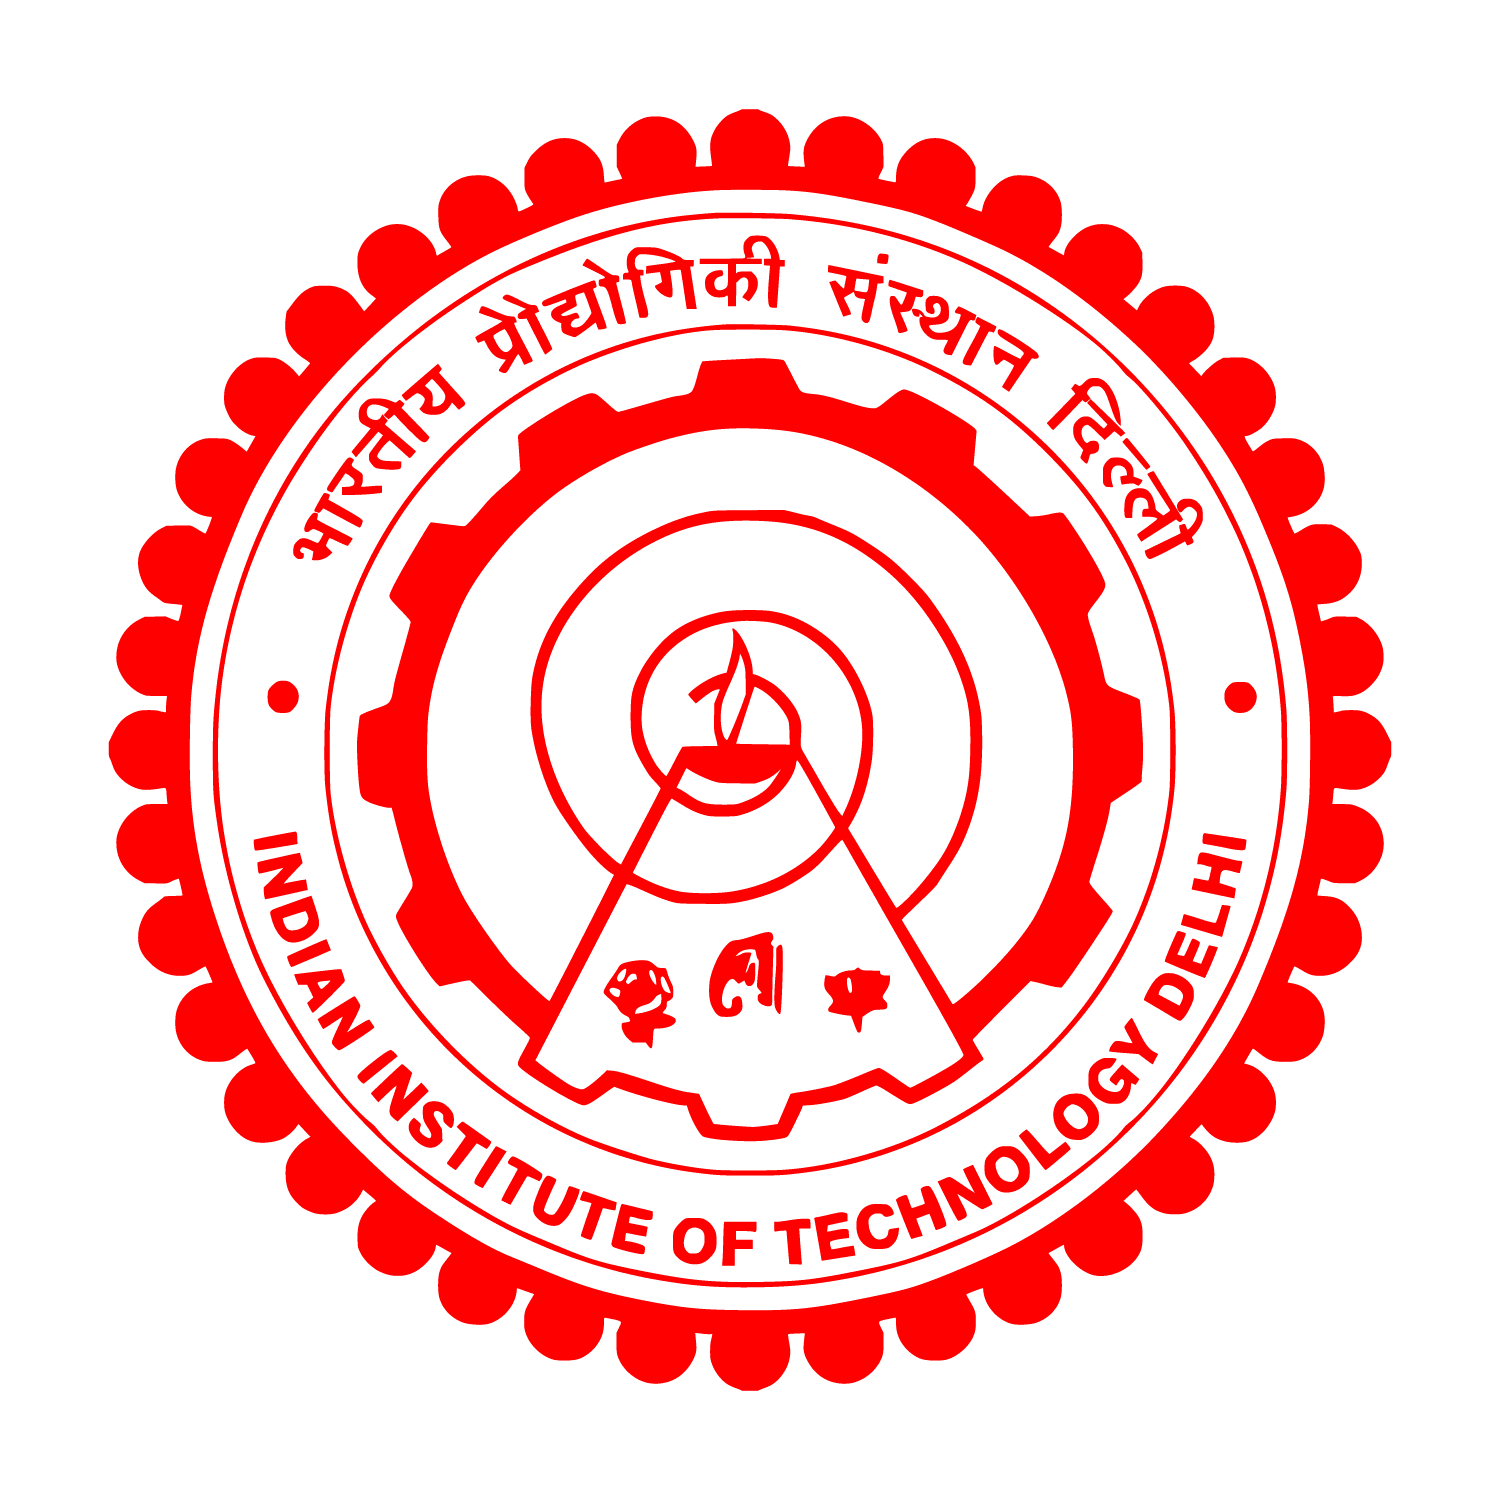 भारतीय प्रोद्योगिकी संस्थान दिल्ली
INDIAN INSTITUTE OF TECHNOLOGY DELHI